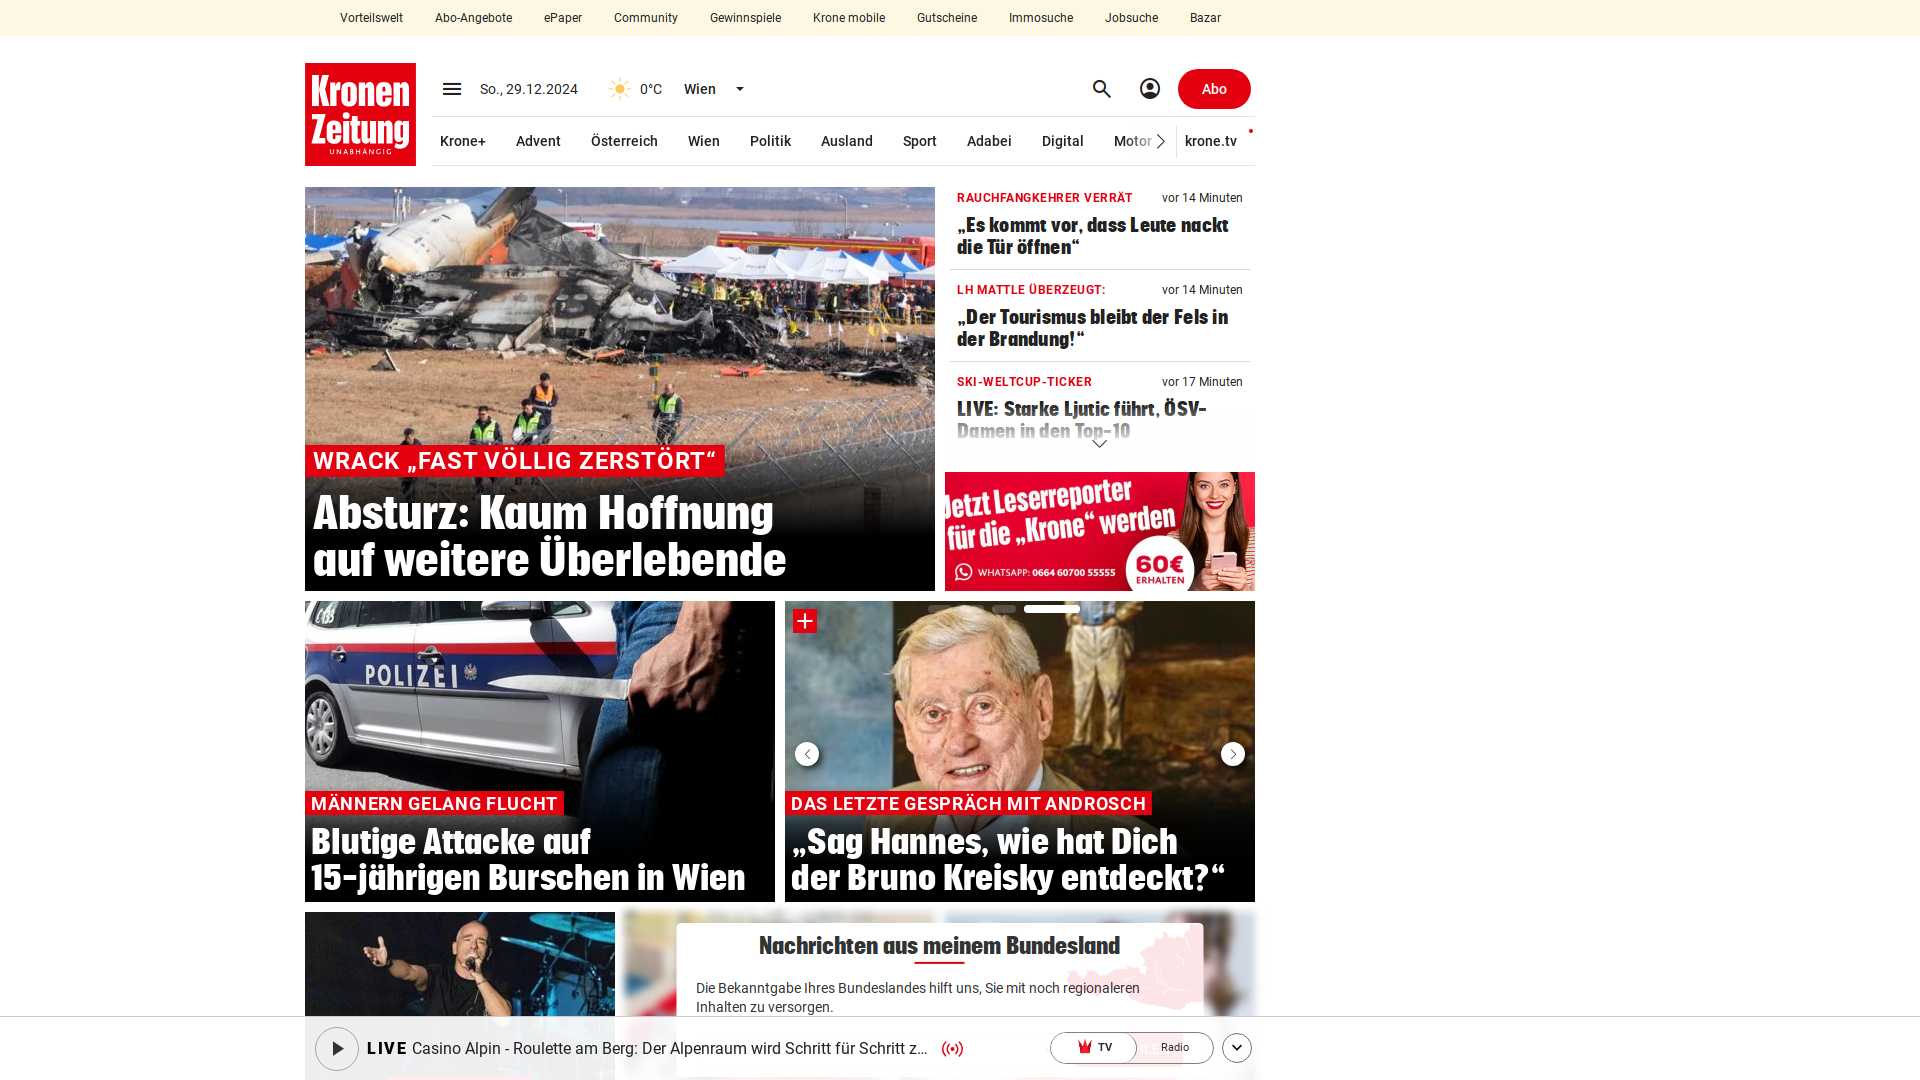 Vorteilswelt Abo-Angebote ePaper Community Gewinnspiele Krone mobile Gutscheine Immosuche Jobsuche Bazar
Kronen
Zeitung
UNABHÄNGIG
So., 29.12.2024 0°C Wien Abo
Krone+ Advent Österreich Wien Politik Ausland Sport Adabei Digital Motor krone.tv
WRACK „FAST VÖLLIG ZERSTÖRT“
Absturz: Kaum Hoffnung
auf weitere Überlebende
RAUCHFANGKEHRER VERRÄT vor 14 Minuten
„Es kommt vor, dass Leute nackt
die Tür öffnen“
LH MATTLE ÜBERZEUGT: vor 14 Minuten
„Der Tourismus bleibt der Fels in
der Brandung!“
SKI-WELTCUP-TICKER vor 17 Minuten
LIVE: Starke Ljutic führt, ÖSV-
Damen in den Top-10
Jetzt Leserreporter
für die „Krone“ werden
WHATSAPP: 0664 60700 55555
60€
ERHALTEN
POLIZEI
MÄNNERN GELANG FLUCHT
Blutige Attacke auf
15-jährigen Burschen in Wien
DAS LETZTE GESPRÄCH MIT ANDROSCH
„Sag Hannes, wie hat Dich
der Bruno Kreisky entdeckt?“
Nachrichten aus meinem Bundesland
Die Bekanntgabe Ihres Bundeslandes hilft uns, Sie mit noch regionaleren
Inhalten zu versorgen.
LIVE Casino Alpin - Roulette am Berg: Der Alpenraum wird Schritt für Schritt z... TV Radio